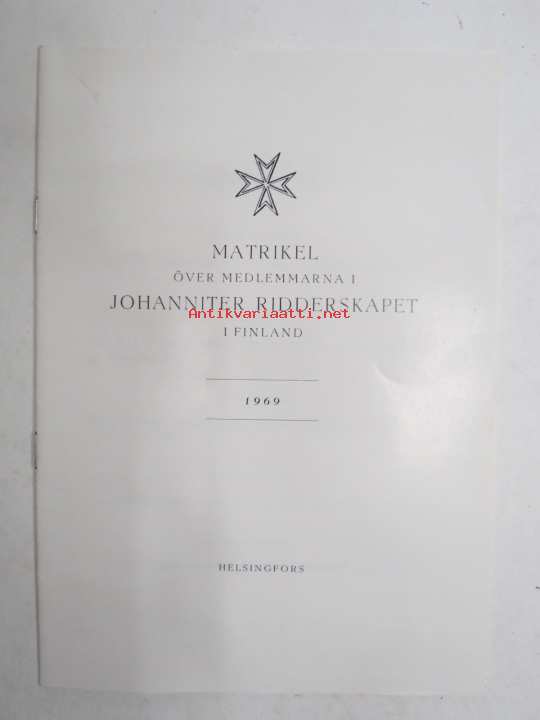 MATRIKEL
ÖVER MEDLEMMARNA I
JOHANNITER RIDDERSKAPET
Antikvariaatti.net
I FINLAND
1969
HELSINGFORS